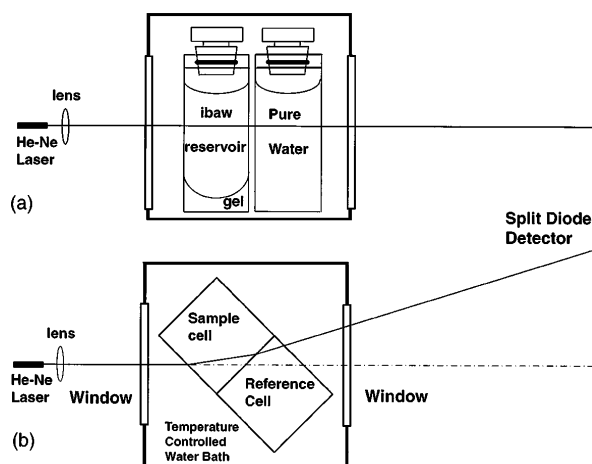 lens
He-Ne
Laser
ibaw
reservoir
gel
Pure
Water
(a)
Split Diode
Detector
lens
He-Ne
Laser
Window
Sample
cell
Reference
Cell
Window
Temperature
Controlled
Water Bath
(b)